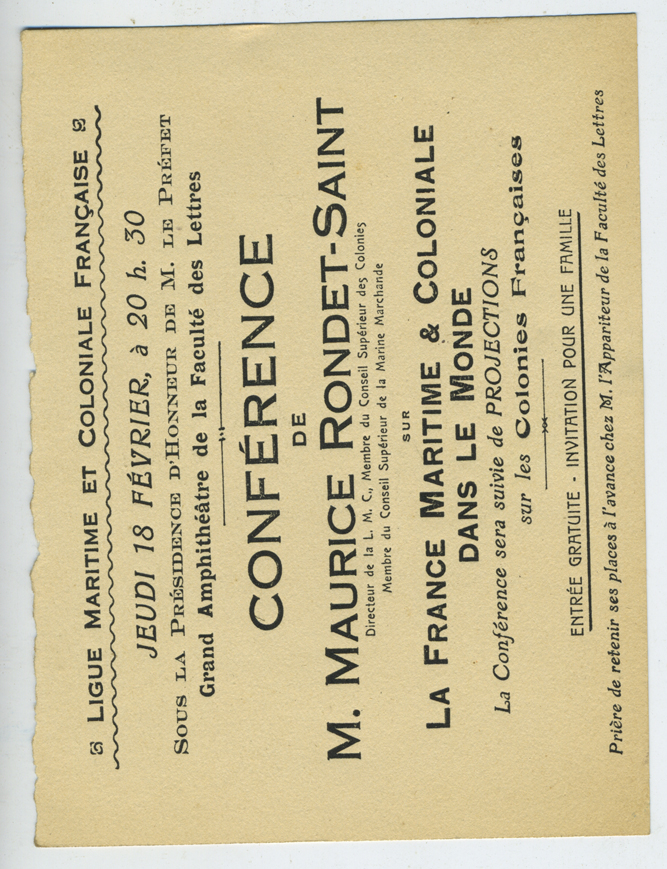 LIGUE MARITIME ET COLONIALE FRANÇAISE
JEUDI 18 FÉVRIER, à 20 h. 30
SOUS LA PRÉSIDENCE D'HONNEUR DE M. LE PRÉFET
Grand Amphithéâtre de la Faculté des Lettres
CONFÉRENCE
DE
M. MAURICE RONDET-SAINT
Directeur de la L. M. C., Membre du Conseil Supérieur des Colonies
Membre du Conseil Supérieur de la Marine Marchande
SUR
LA FRANCE MARITIME & COLONIALE
DANS LE MONDE
La Conférence sera suivie de PROJECTIONS
sur les Colonies Françaises
ENTRÉE GRATUITE - INVITATION POUR UNE FAMILLE
Prière de retenir ses places à l'avance chez M. l'Appariteur de la Faculté des Lettres